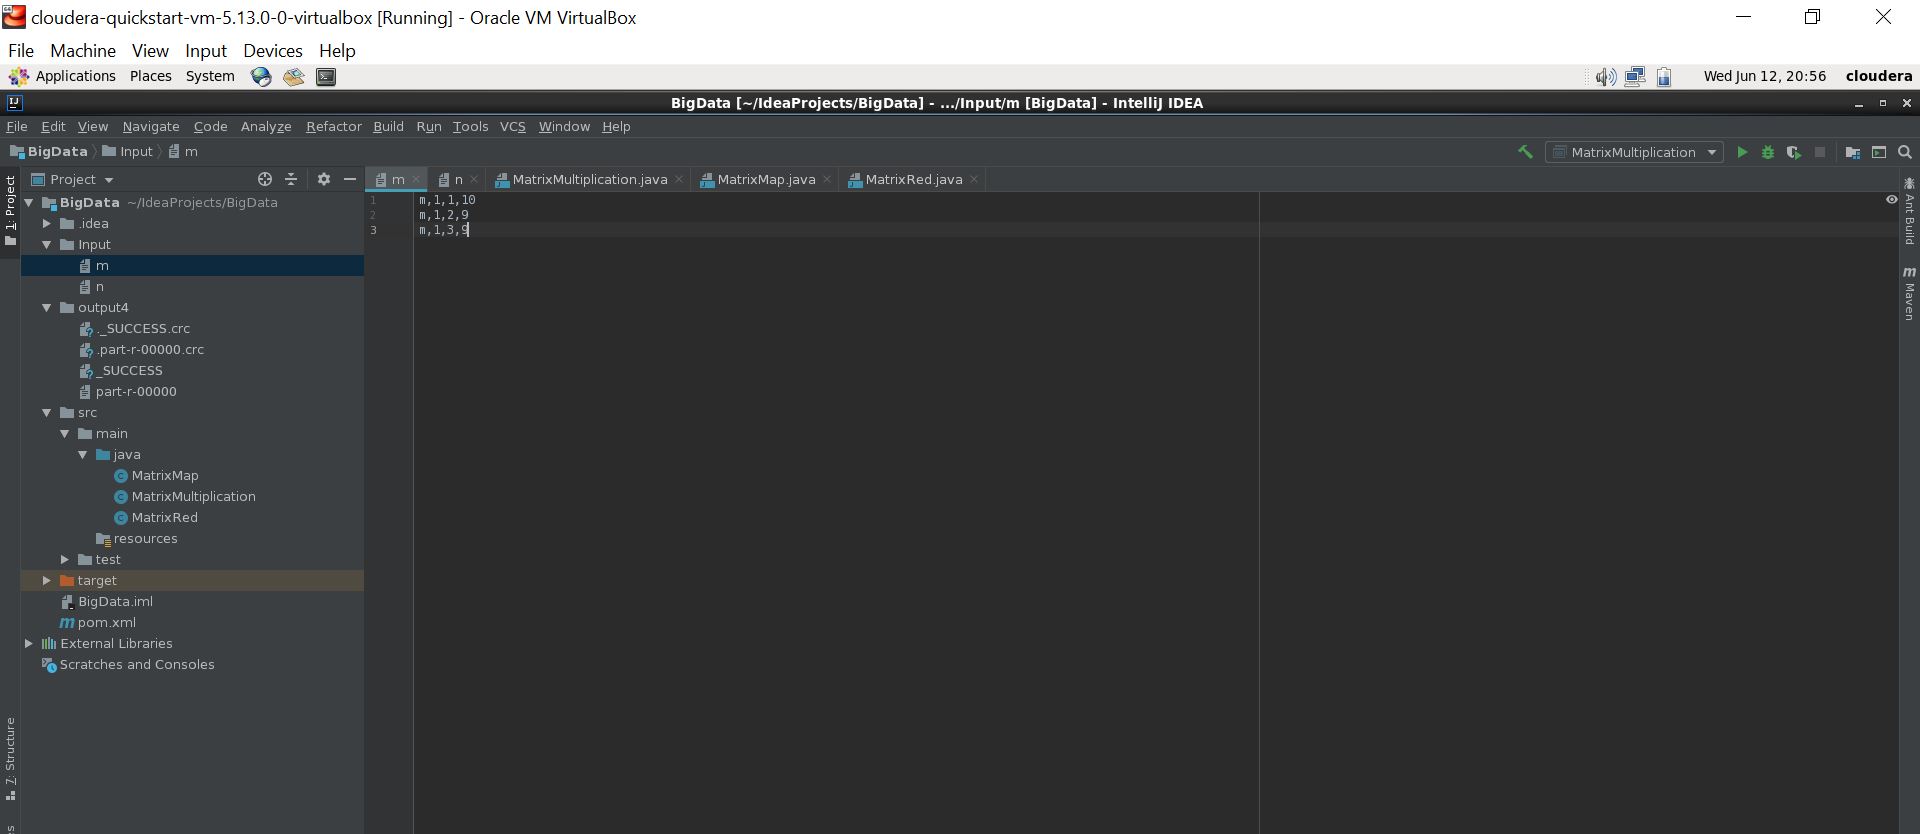 cloudera-quickstart-vm-5.13.0-0-virtualbox [Running] - Oracle VM VirtualBox
File Machine View Input Devices Help
Applications Places System Wed Jun 12, 20:56 cloudera
BigData [~/IdeaProjects/BigData] - .../Input/m [BigData] - IntelliJ IDEA
File Edit View Navigate Code Analyze Refactor Build Run Tools VCS Window Help
BigData Input m MatrixMultiplication
Project m n MatrixMultiplication.java MatrixMap.java MatrixRed.java
1: Project
BigData ~/IdeaProjects/BigData
.idea
Input
m
n
output4
._SUCCESS.crc
.part-r-00000.crc
_SUCCESS
part-r-00000
src
main
java
MatrixMap
MatrixMultiplication
MatrixRed
resources
test
target
BigData.iml
pom.xml
External Libraries
Scratches and Consoles
7: Structure
1 m,1,1,10
2 m,1,2,9
3 m,1,3,9
Ant Build
m Maven